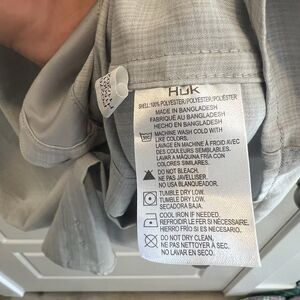 HUK
SHELL:100% POLYESTER/POLYESTER/POLIÉSTER
MADE IN BANGLADESH
FABRIQUÉ AU BANGLADESH
HECHO EN BANGLADESH
MACHINE WASH COLD WITH
LIKE COLORS.
LAVAGE EN MACHINE À FROID AVEC
DES COULEURS SEMBLABLES.
LAVAR A MÁQUINA FRÍA CON
COLORES SIMILARES.
DO NOT BLEACH.
NE PAS JAVELLISER.
NO USA BLANQUEADOR.
TUMBLE DRY LOW.
TUMBLE DRY LOW.
SECADORA BAJA.
COOL IRON IF NEEDED.
REFROIDIR LE FER SI NÉCESSAIRE.
HIERRO FRIO SI ES NECESARIO.
DO NOT DRY CLEAN.
NE PAS NETTOYER À SEC.
NO LAVAR EN SECO.